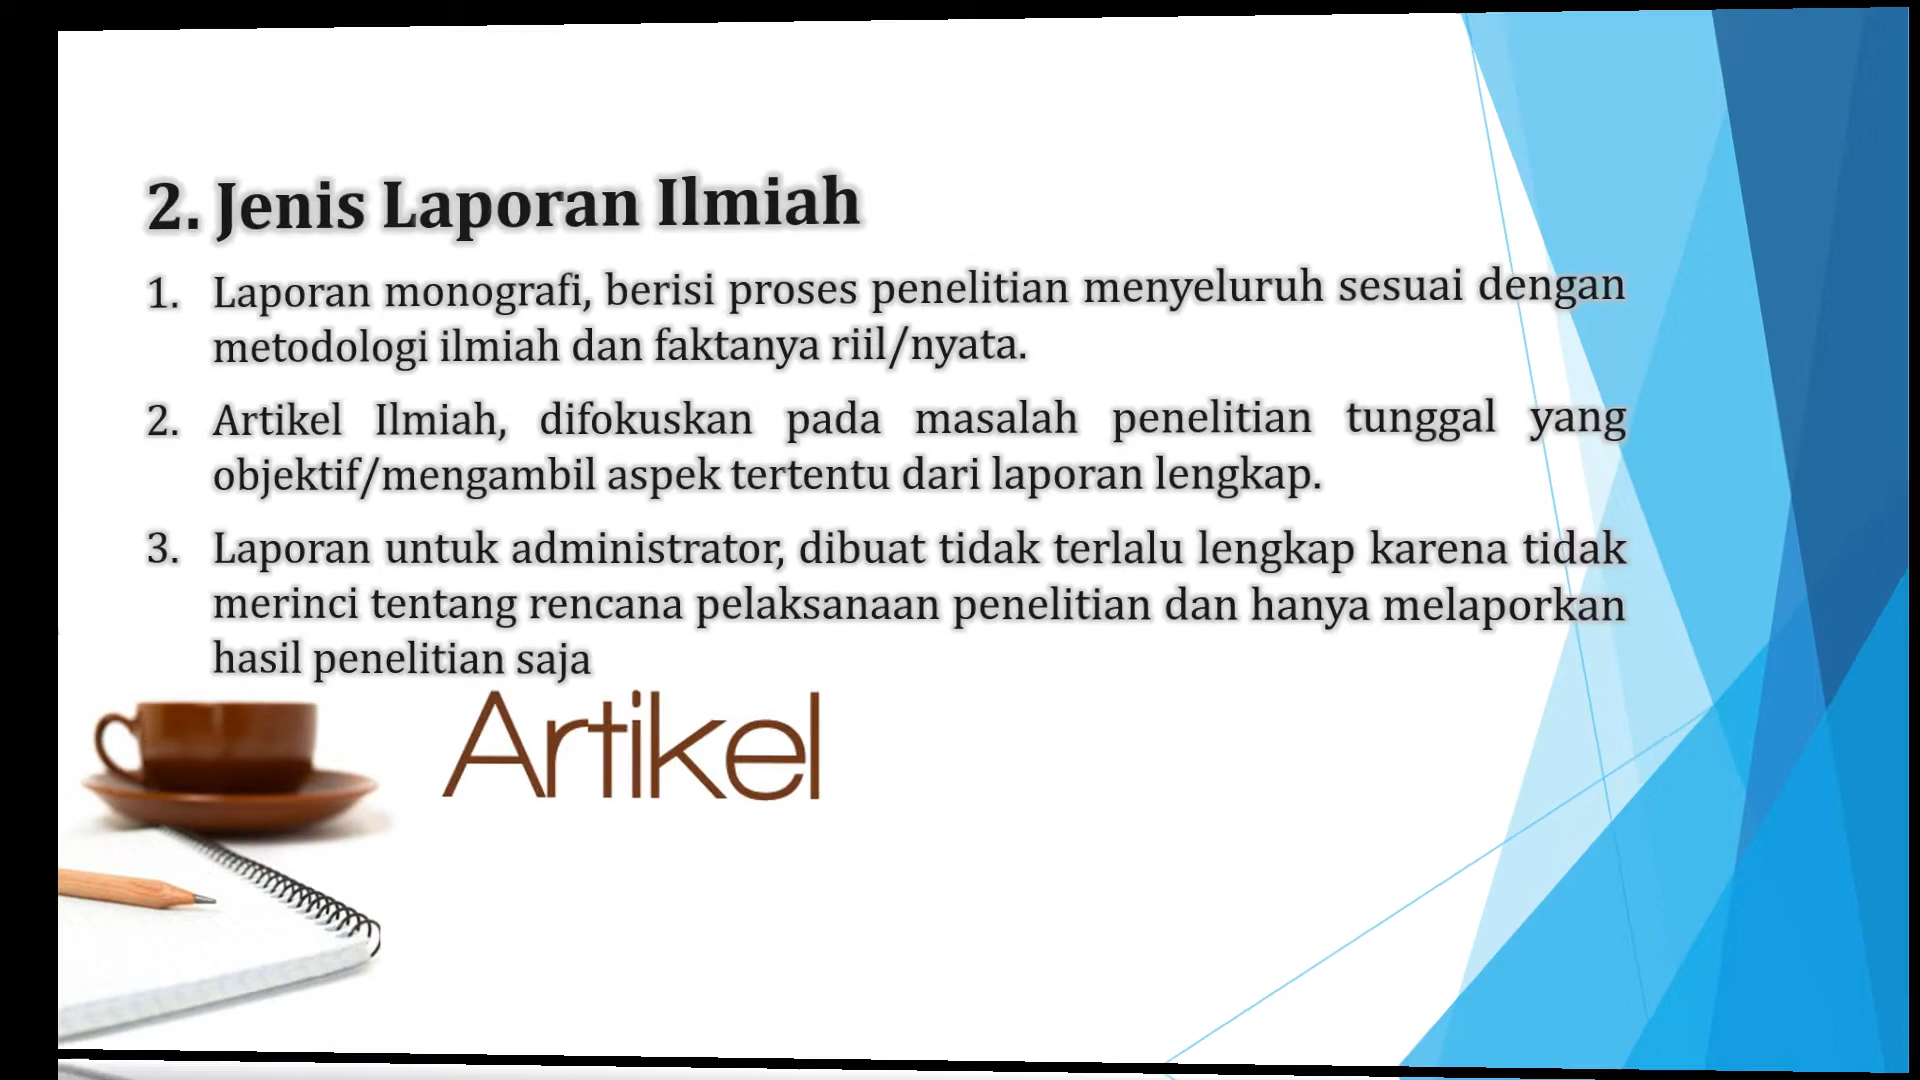 2. Jenis Laporan Ilmiah
1. Laporan monografi, berisi proses penelitian menyeluruh sesuai dengan
metodologi ilmiah dan faktanya riil/nyata.
2. Artikel Ilmiah, difokuskan pada masalah penelitian tunggal yang
objektif/mengambil aspek tertentu dari laporan lengkap.
3. Laporan untuk administrator, dibuat tidak terlalu lengkap karena tidak
merinci tentang rencana pelaksanaan penelitian dan hanya melaporkan
hasil penelitian saja
Artikel